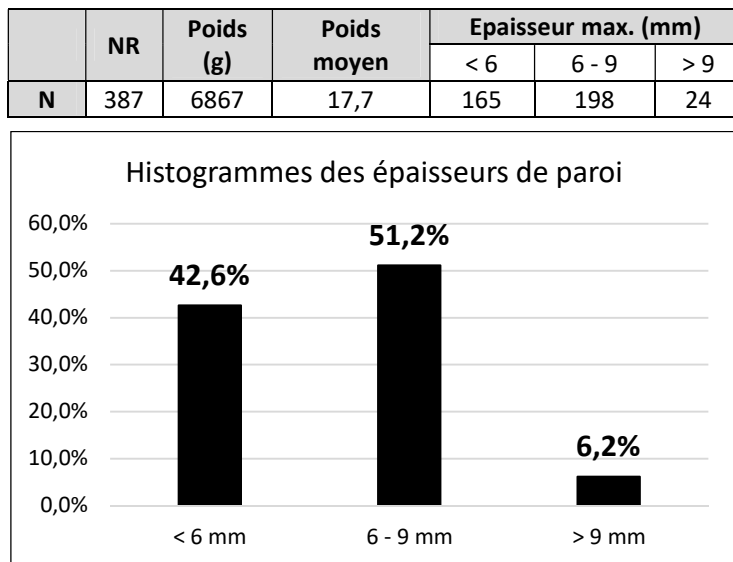 NR Poids (g) Poids moyen Epaisseur max. (mm)
< 6 6 - 9 > 9
N 387 6867 17,7 165 198 24
Histogrammes des épaisseurs de paroi
60,0%
50,0%
40,0%
30,0%
20,0%
10,0%
0,0%
42,6%
51,2%
6,2%
< 6 mm 6 - 9 mm > 9 mm